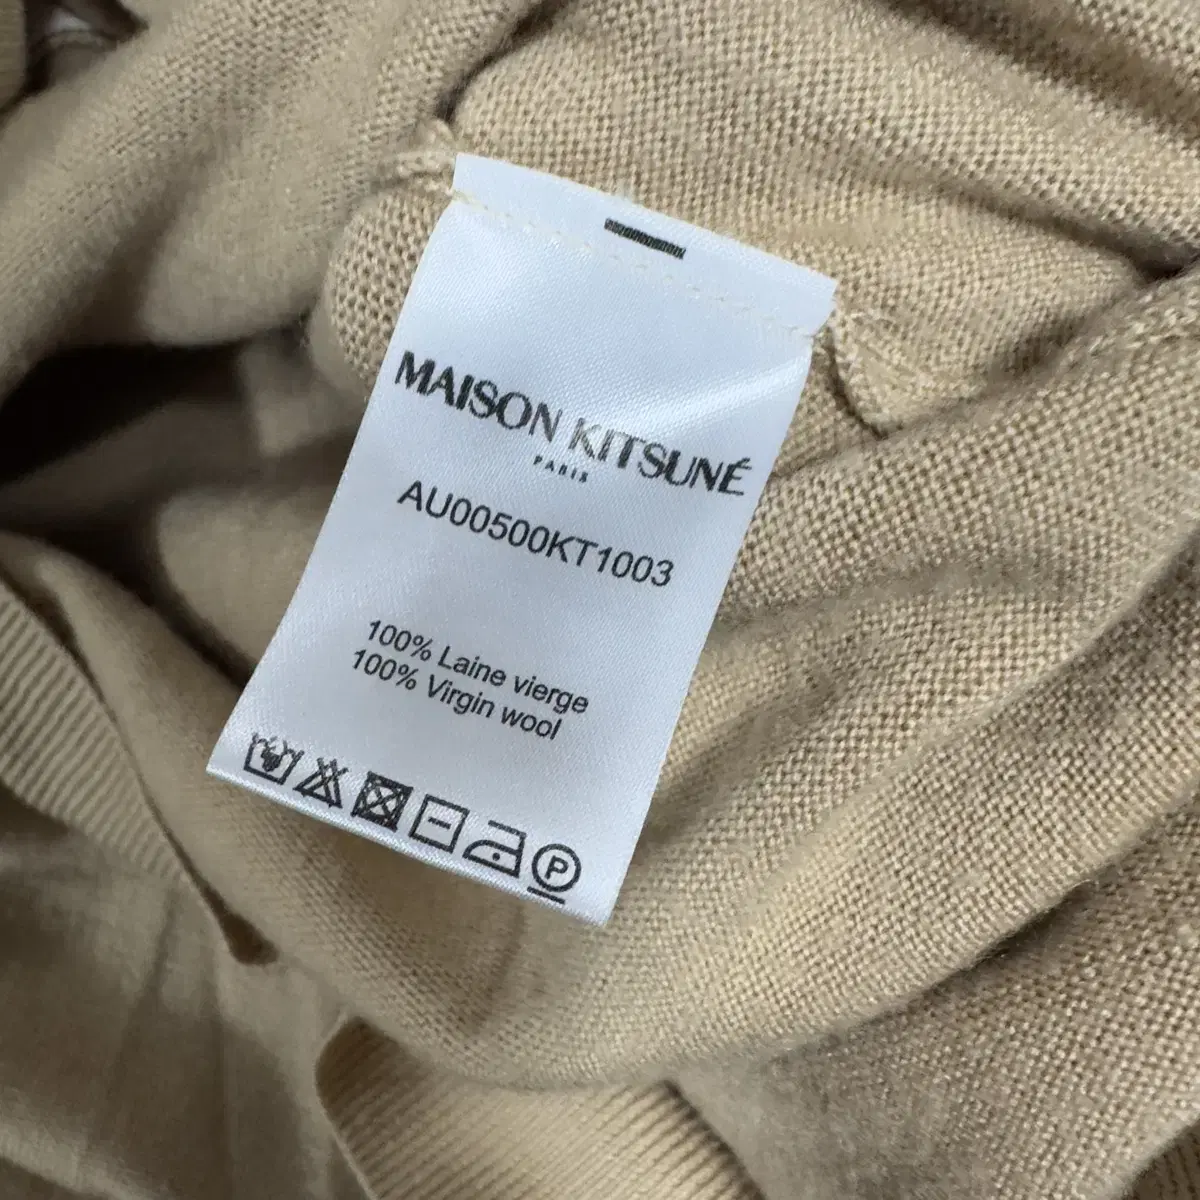 MAISON KITSUNÉ
PARIS
AU00500KT1003
100% Laine vierge
100% Virgin wool
P